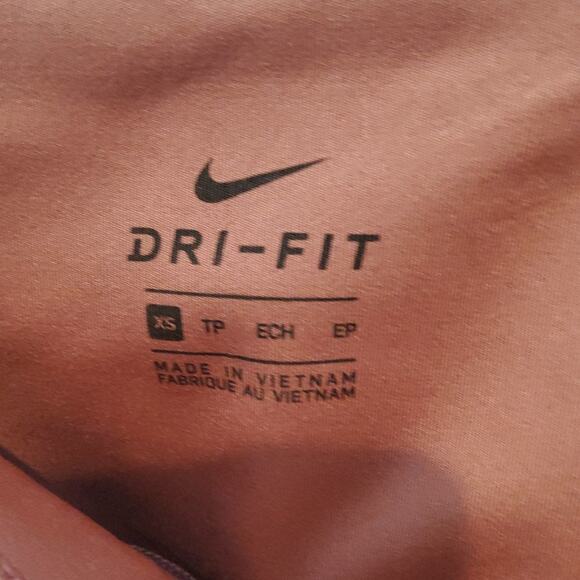 DRI-FIT
XS TP ECH EP
MADE IN VIETNAM
FABRIQUE AU VIETNAM